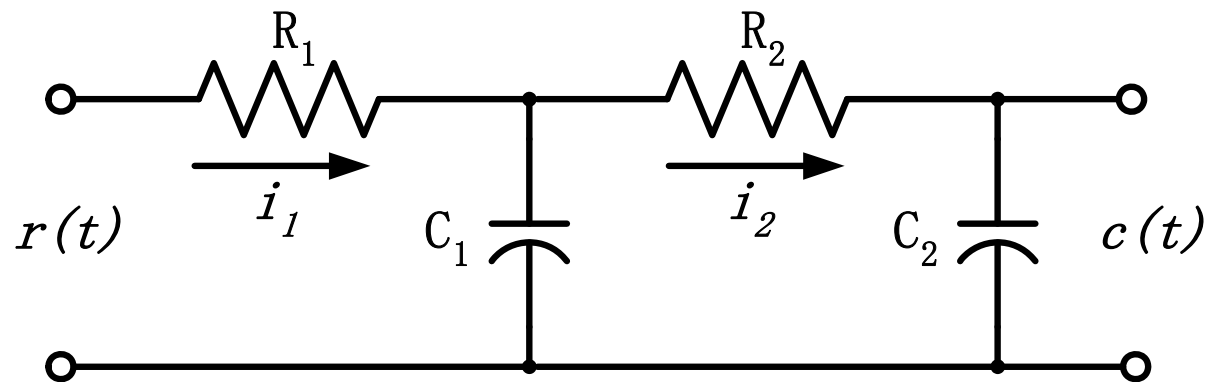 R₁ R₂
i₁ i₂
r(t) C₁ C₂ c(t)